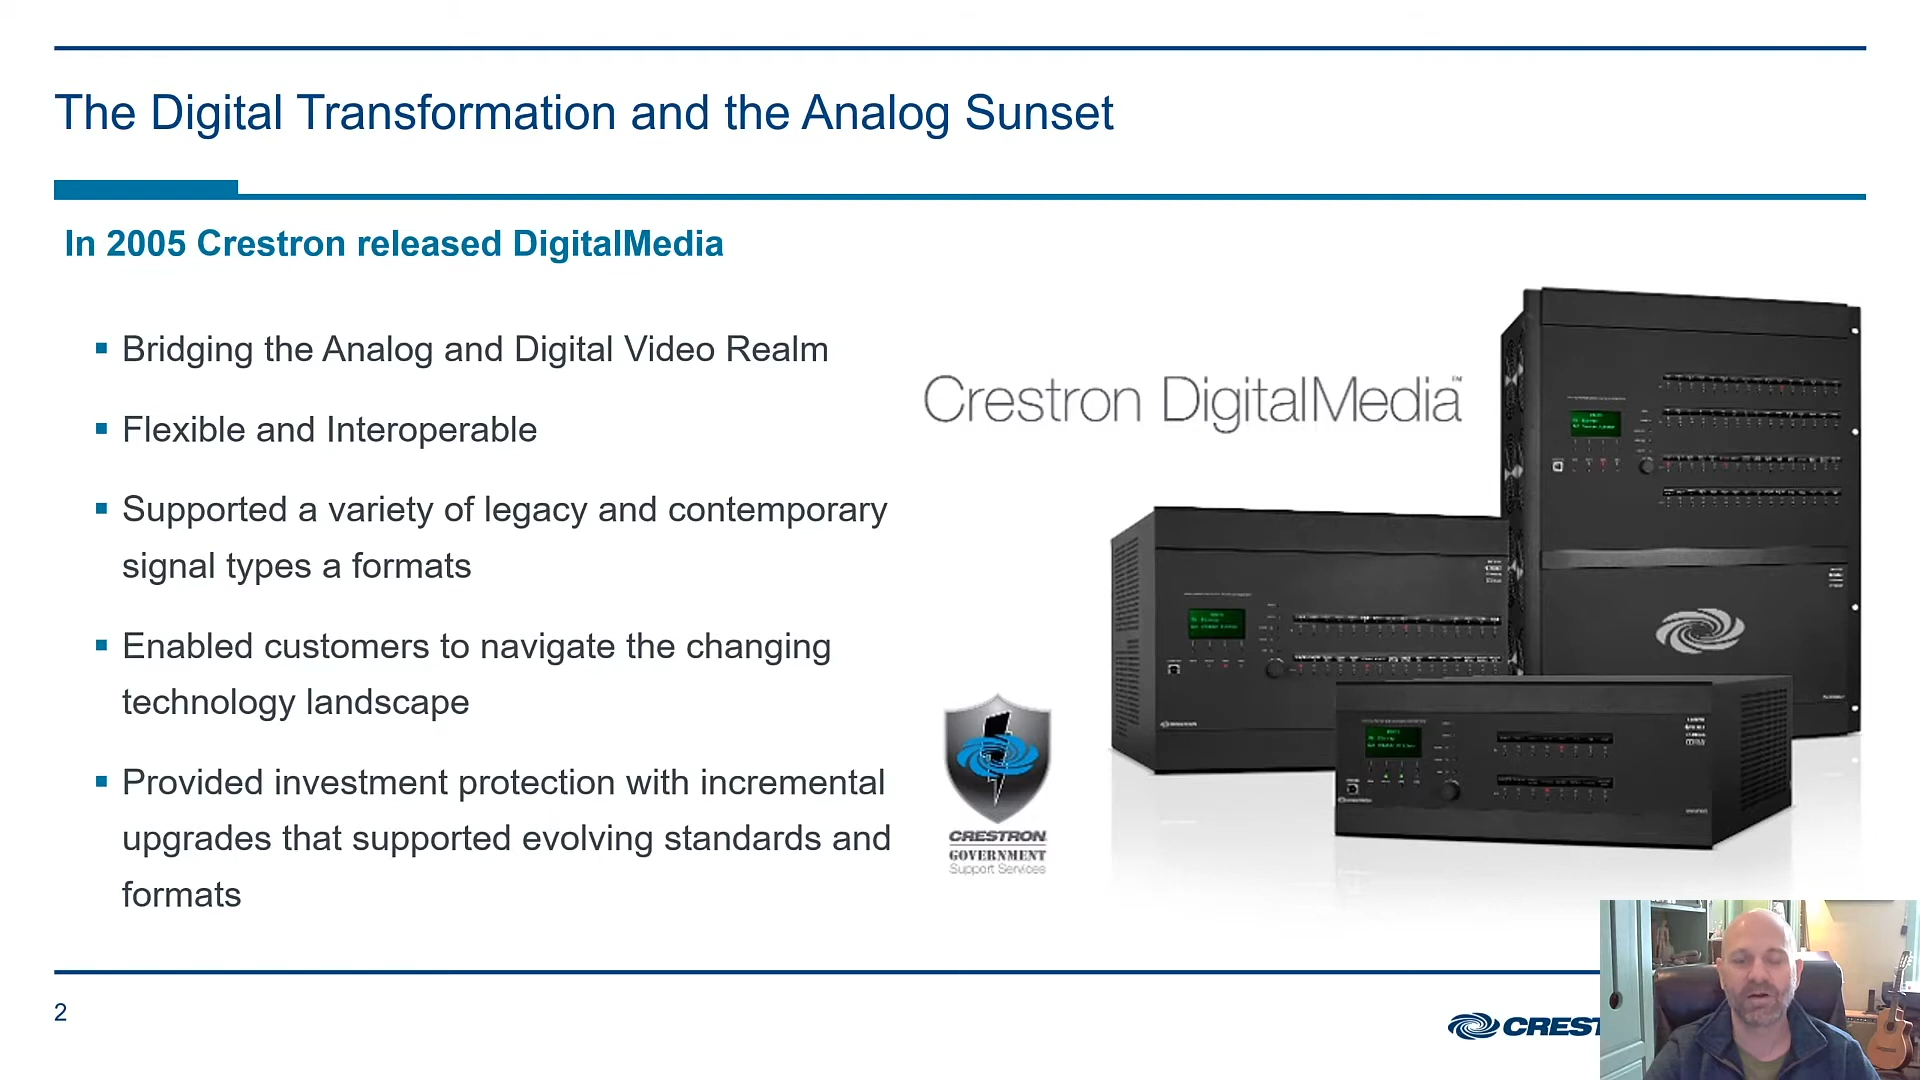 The Digital Transformation and the Analog Sunset
In 2005 Crestron released DigitalMedia
▪ Bridging the Analog and Digital Video Realm
▪ Flexible and Interoperable
▪ Supported a variety of legacy and contemporary
signal types a formats
▪ Enabled customers to navigate the changing
technology landscape
▪ Provided investment protection with incremental
upgrades that supported evolving standards and
formats
Crestron DigitalMedia™
CRESTRON
GOVERNMENT
Support Services
2
CREST